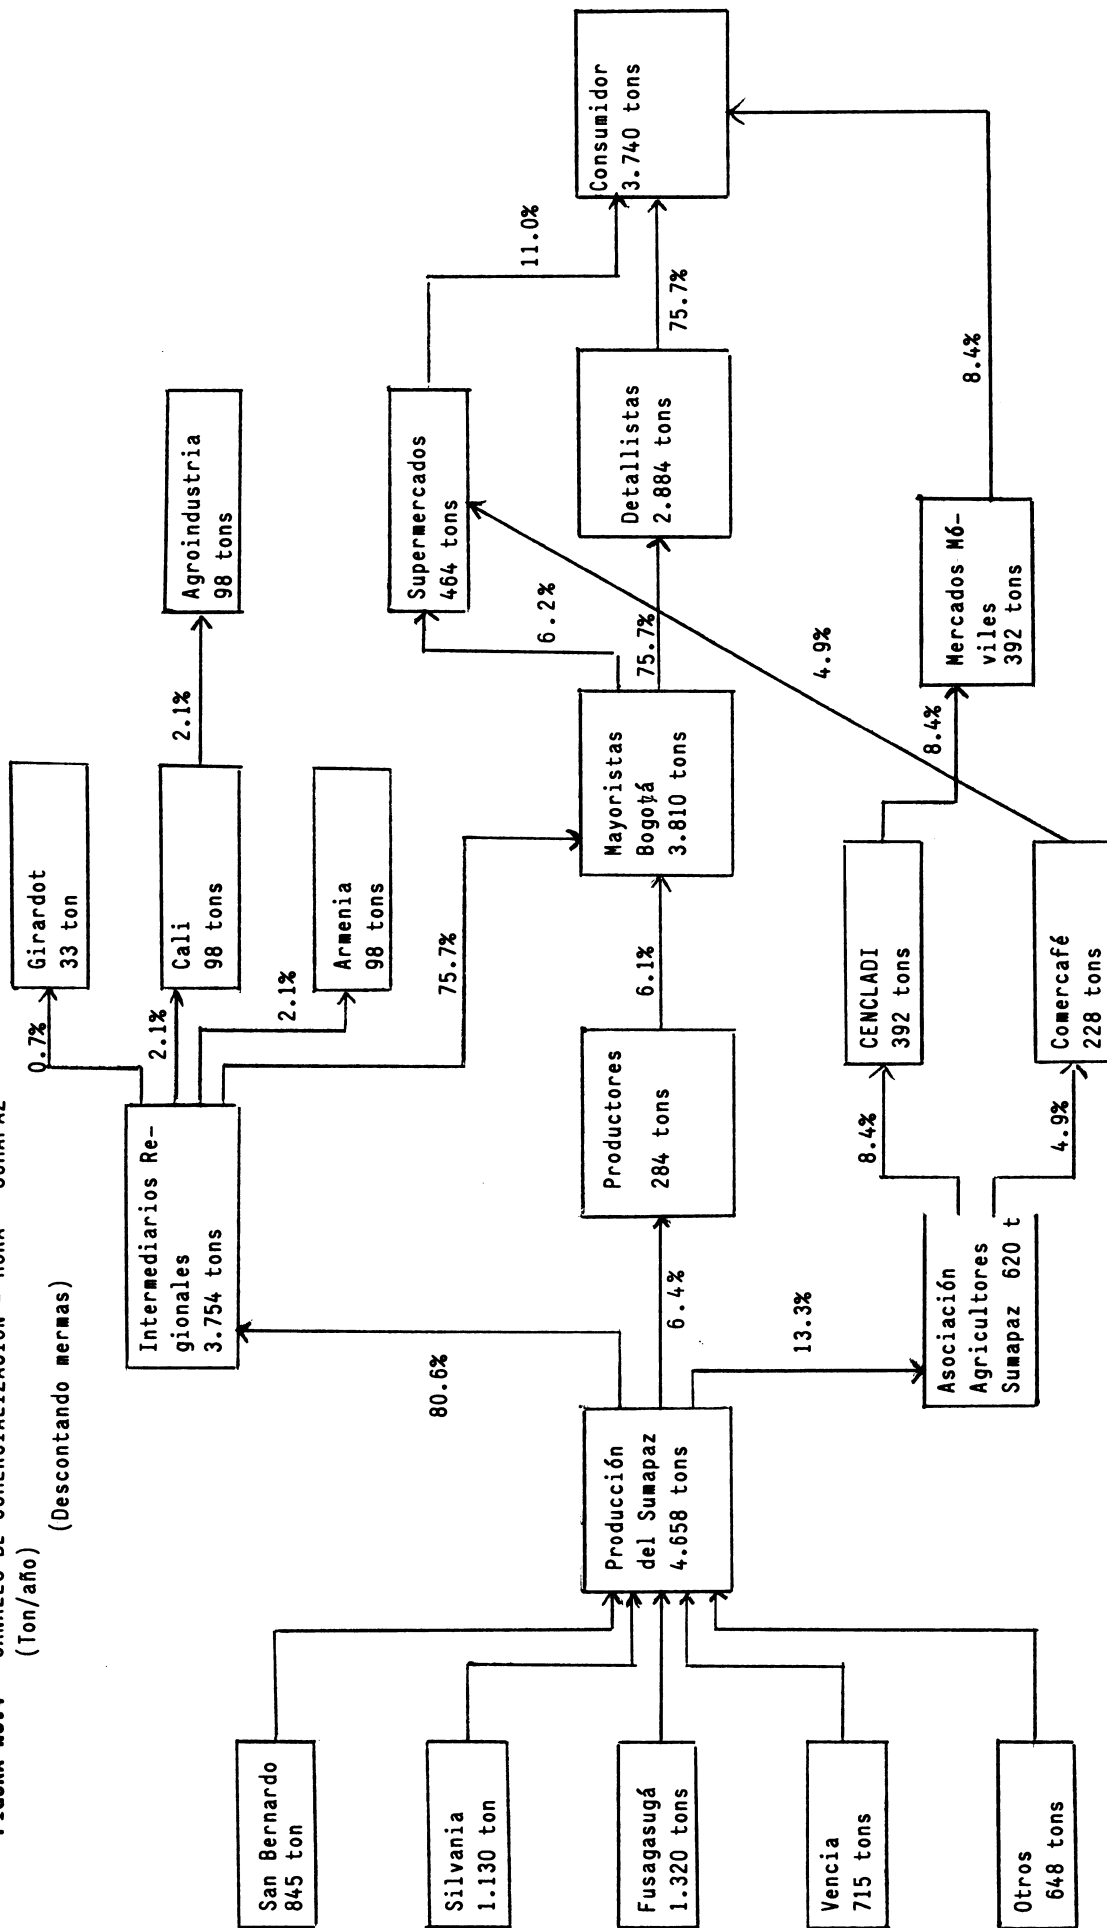 (Ton/año)
(Descontando mermas)
San Bernardo
845 ton
Silvania
1.130 ton
Fusagasugá
1.320 tons
Vencia
715 tons
Otros
648 tons
Producción
del Sumapaz
4.658 tons
80.6%
6.4%
13.3%
Intermediarios Re-
gionales
3.754 tons
Productores
284 tons
Asociación
Agricultores
Sumapaz 620 t
0.7%
2.1%
2.1%
75.7%
6.1%
8.4%
4.9%
Girardot
33 ton
Cali
98 tons
Armenia
98 tons
Mayoristas
Bogotá
3.810 tons
CENCLADI
392 tons
Comercafé
228 tons
2.1%
6.2%
75.7%
4.9%
8.4%
Agroindustria
98 tons
Supermercados
464 tons
Detallistas
2.884 tons
Mercados Mó-
viles
392 tons
11.0%
75.7%
8.4%
Consumidor
3.740 tons